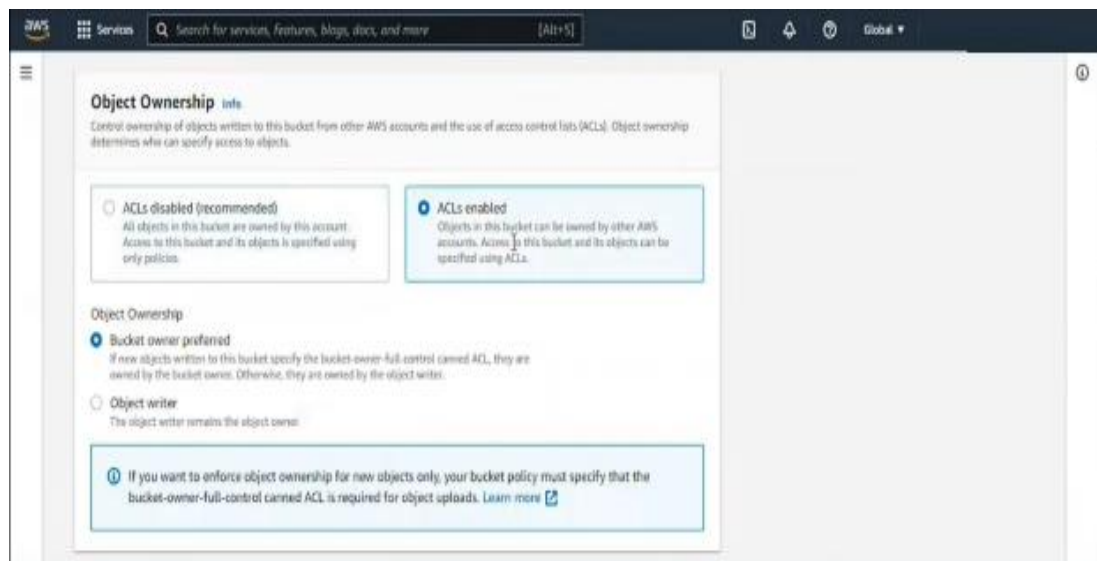 aws
Services
Search for services, features, blogs, docs, and more
[Alt+S]
Global
Object Ownership Info
Control ownership of objects written to this bucket from other AWS accounts and the use of access control lists (ACLs). Object ownership
determines who can specify access to objects.
ACLs disabled (recommended)
All objects in this bucket are owned by this account.
Access to this bucket and its objects is specified using
only policies.
ACLs enabled
Objects in this bucket can be owned by other AWS
accounts. Access to this bucket and its objects can be
specified using ACLs.
Object Ownership
Bucket owner preferred
If new objects written to this bucket specify the bucket-owner-full-control canned ACL, they are
owned by the bucket owner. Otherwise, they are owned by the object writer.
Object writer
The object writer remains the object owner.
If you want to enforce object ownership for new objects only, your bucket policy must specify that the
bucket-owner-full-control canned ACL is required for object uploads. Learn more